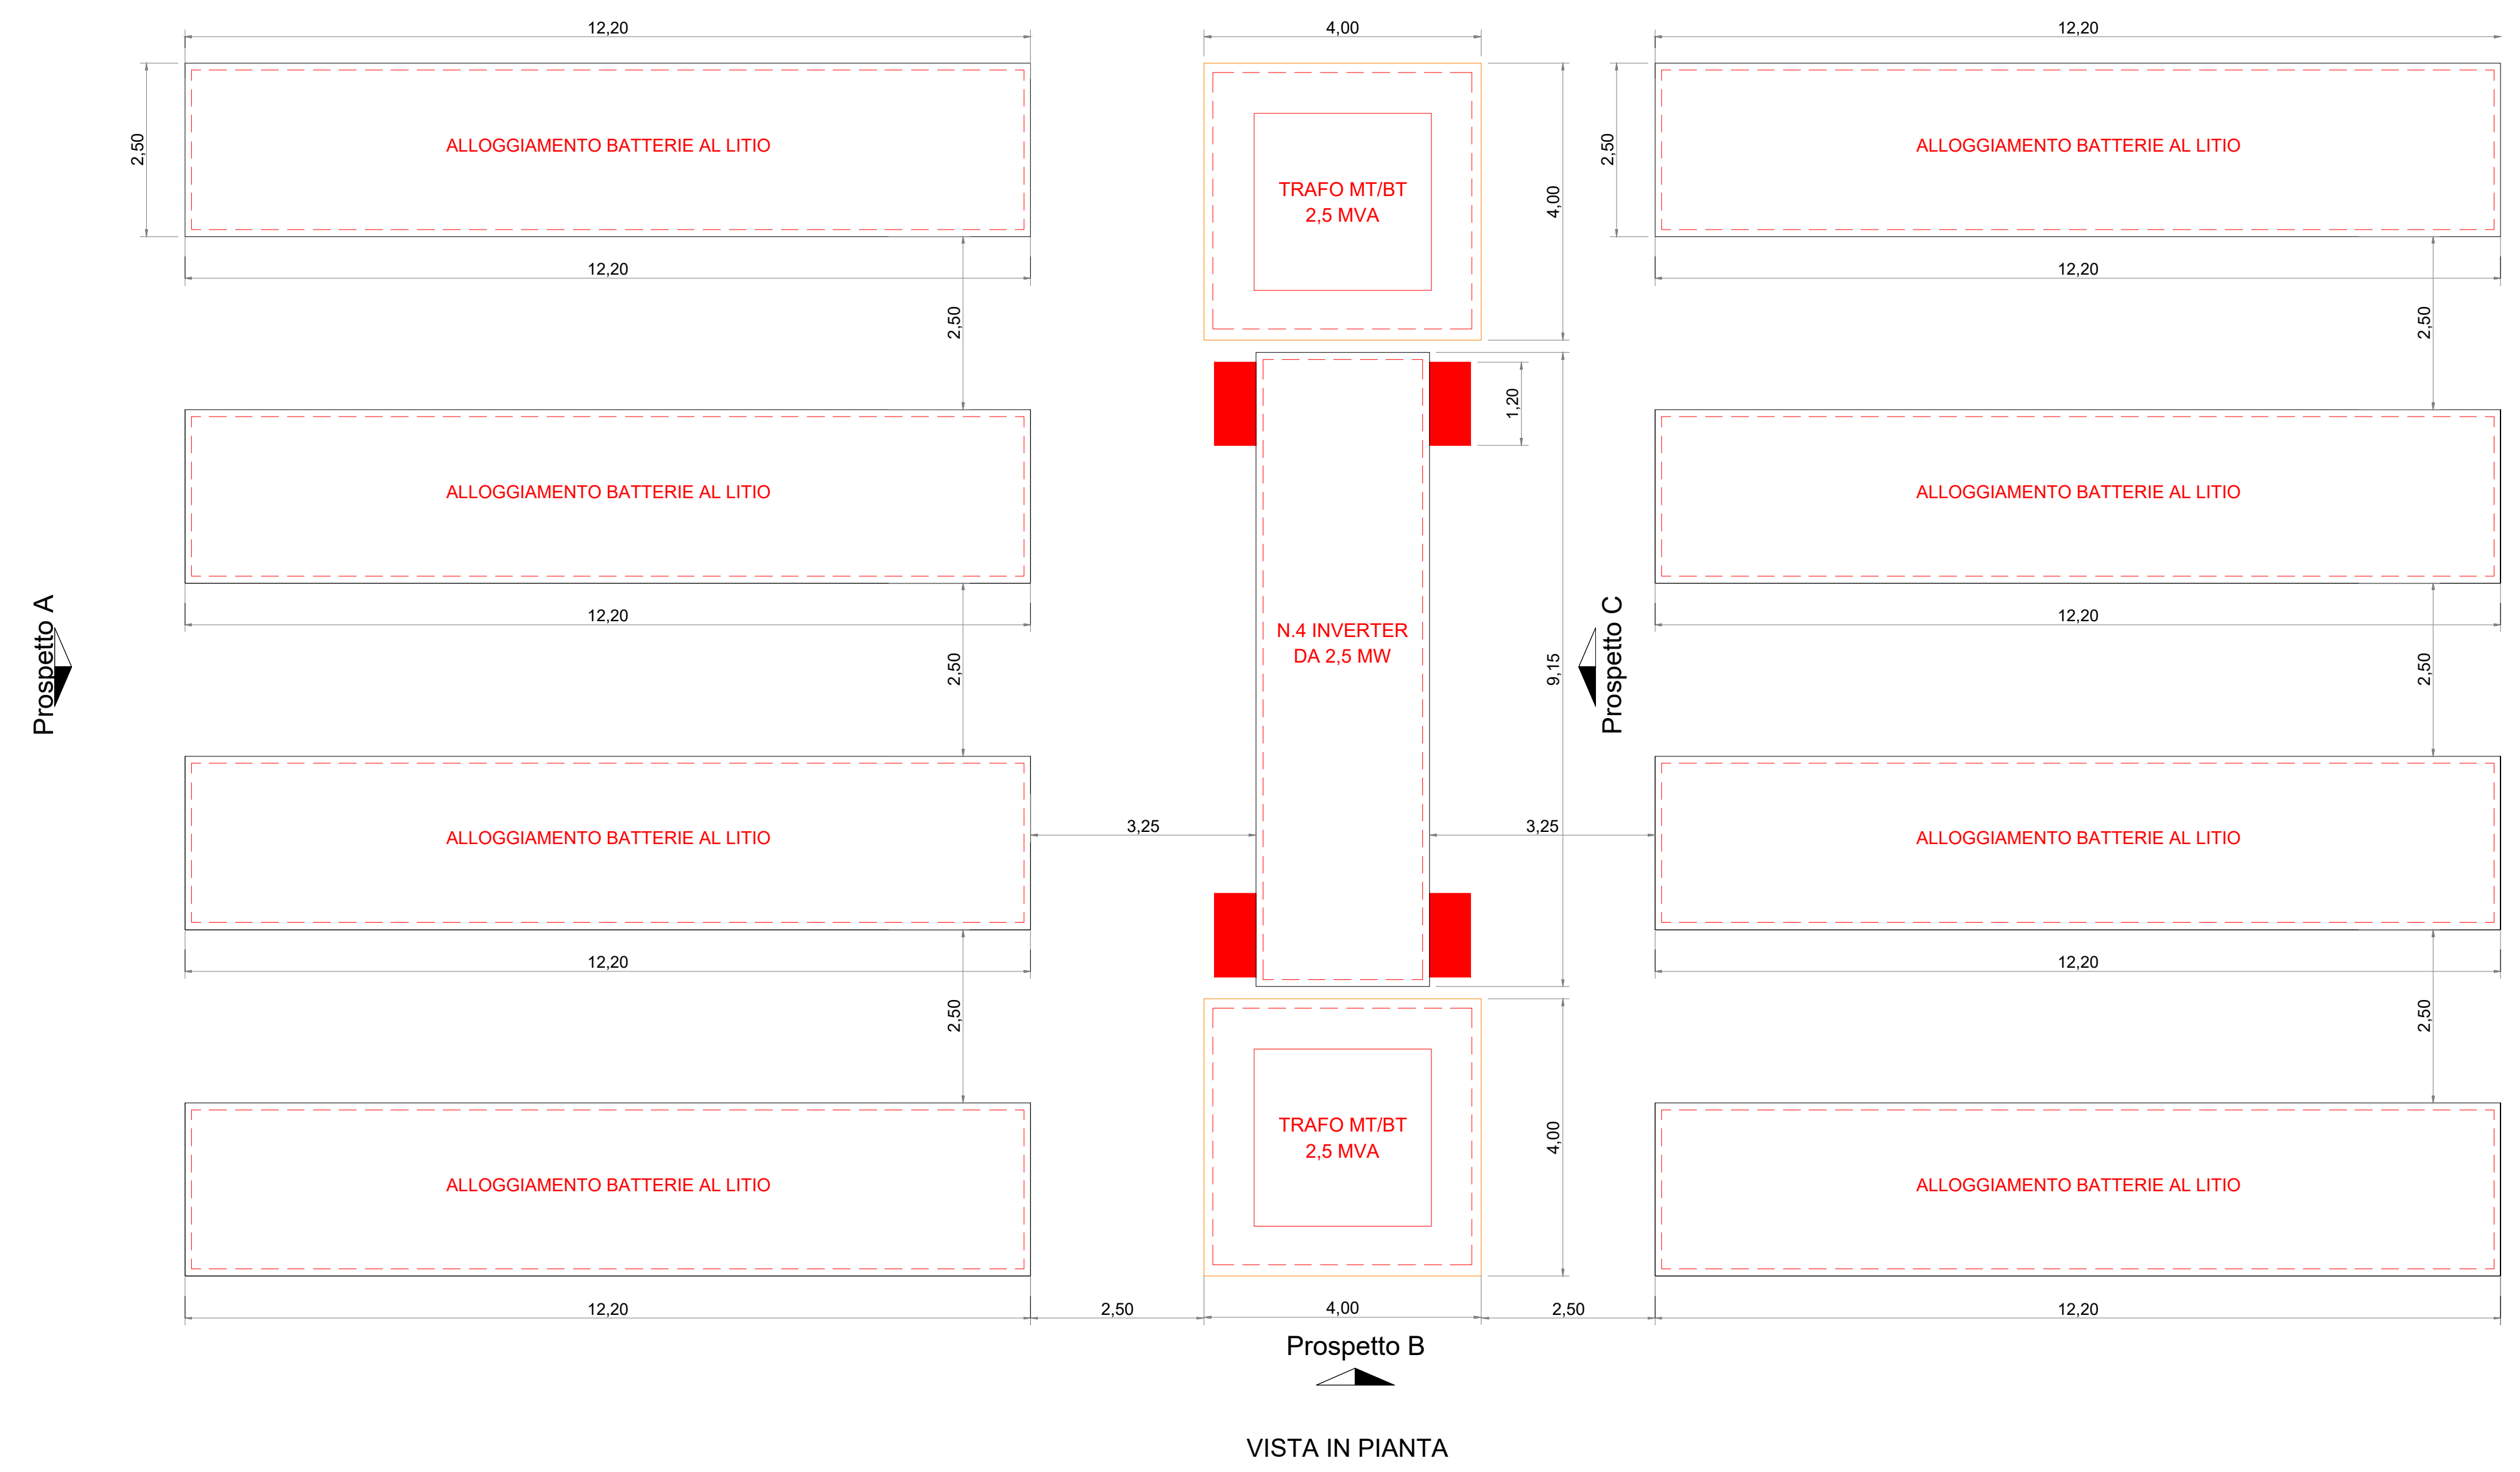 12,20
4,00
12,20
2,50
ALLOGGIAMENTO BATTERIE AL LITIO
TRAFO MT/BT
2,5 MVA
4,00
2,50
ALLOGGIAMENTO BATTERIE AL LITIO
12,20
12,20
2,50
2,50
1,20
ALLOGGIAMENTO BATTERIE AL LITIO
ALLOGGIAMENTO BATTERIE AL LITIO
12,20
12,20
Prospetto A
2,50
N.4 INVERTER
DA 2,5 MW
9,15
Prospetto C
2,50
3,25
3,25
ALLOGGIAMENTO BATTERIE AL LITIO
ALLOGGIAMENTO BATTERIE AL LITIO
12,20
12,20
2,50
2,50
TRAFO MT/BT
2,5 MVA
4,00
ALLOGGIAMENTO BATTERIE AL LITIO
ALLOGGIAMENTO BATTERIE AL LITIO
12,20
2,50
4,00
2,50
12,20
Prospetto B
VISTA IN PIANTA